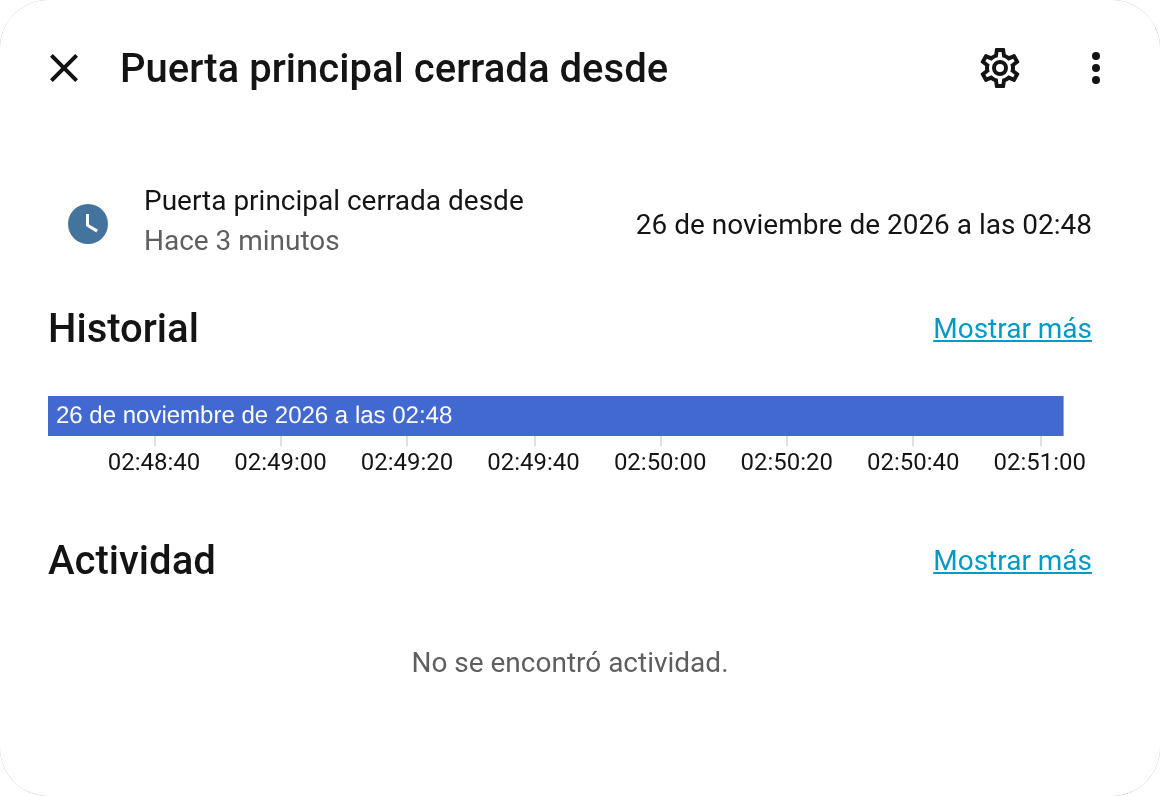 Puerta principal cerrada desde
Puerta principal cerrada desde
Hace 3 minutos
26 de noviembre de 2026 a las 02:48
Historial
Mostrar más
26 de noviembre de 2026 a las 02:48
02:48:40 02:49:00 02:49:20 02:49:40 02:50:00 02:50:20 02:50:40 02:51:00
Actividad
Mostrar más
No se encontró actividad.